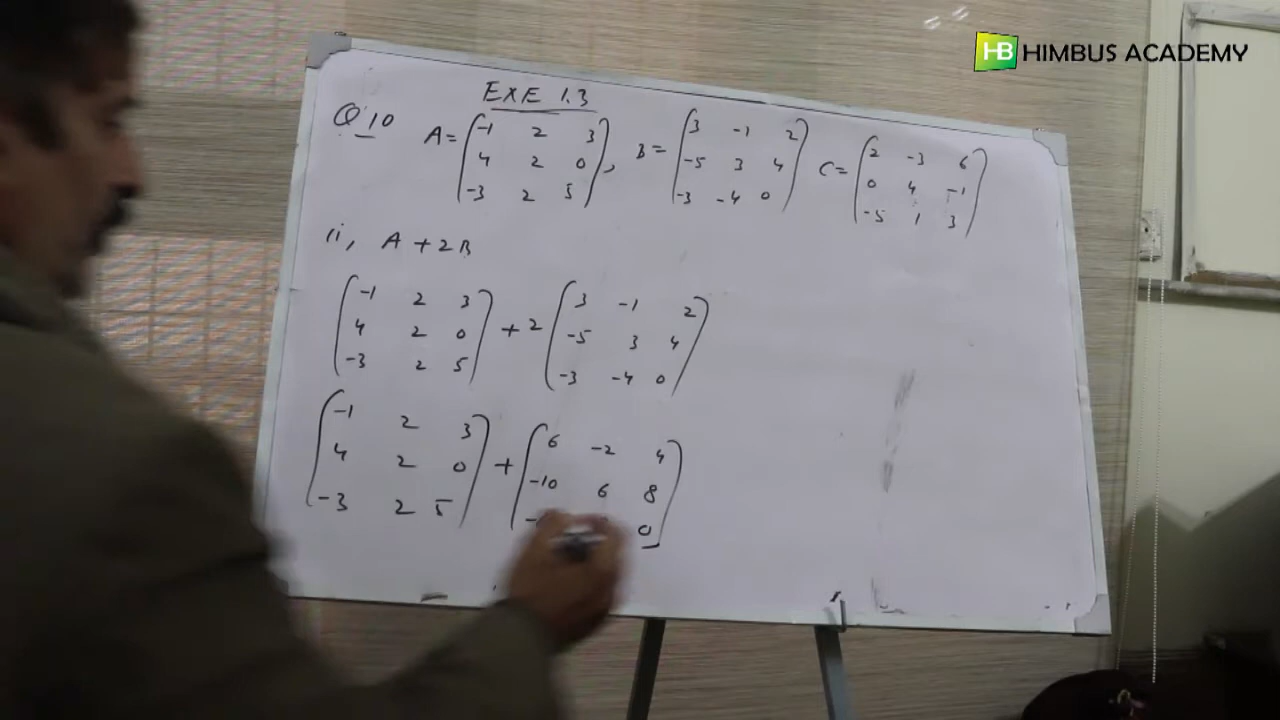 HB HIMBUS ACADEMY
EXE 1.3
Q 10 A = (-1 2 3 , B = (3 -1 2) C = (2 -3 6
4 2 0 -5 3 4 0 4 -1
-3 2 5) -3 -4 0 -5 1 3)
(i, A + 2B
(-1 2 3) + 2 (3 -1 2)
4 2 0 -5 3 4
-3 2 5 -3 -4 0
(-1 2 3) + (6 -2 4
4 2 0 -10 6 8
-3 2 5 0]